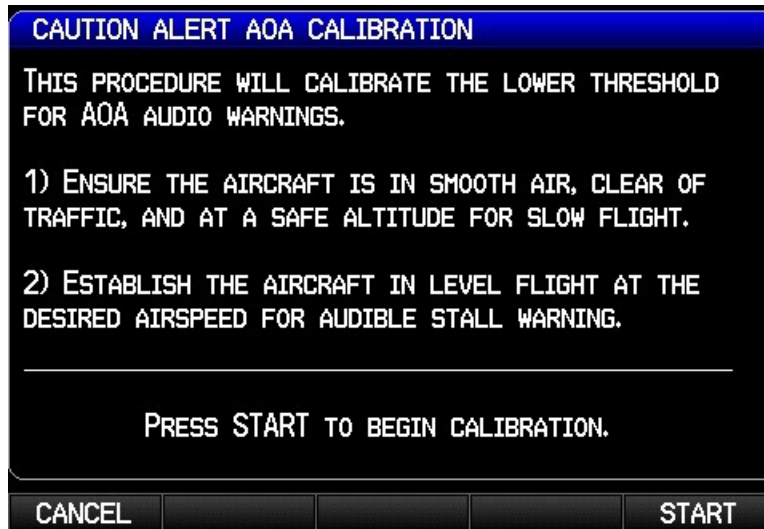 CAUTION ALERT AOA CALIBRATION
THIS PROCEDURE WILL CALIBRATE THE LOWER THRESHOLD
FOR AOA AUDIO WARNINGS.
1) ENSURE THE AIRCRAFT IS IN SMOOTH AIR, CLEAR OF
TRAFFIC, AND AT A SAFE ALTITUDE FOR SLOW FLIGHT.
2) ESTABLISH THE AIRCRAFT IN LEVEL FLIGHT AT THE
DESIRED AIRSPEED FOR AUDIBLE STALL WARNING.
PRESS START TO BEGIN CALIBRATION.
CANCEL START